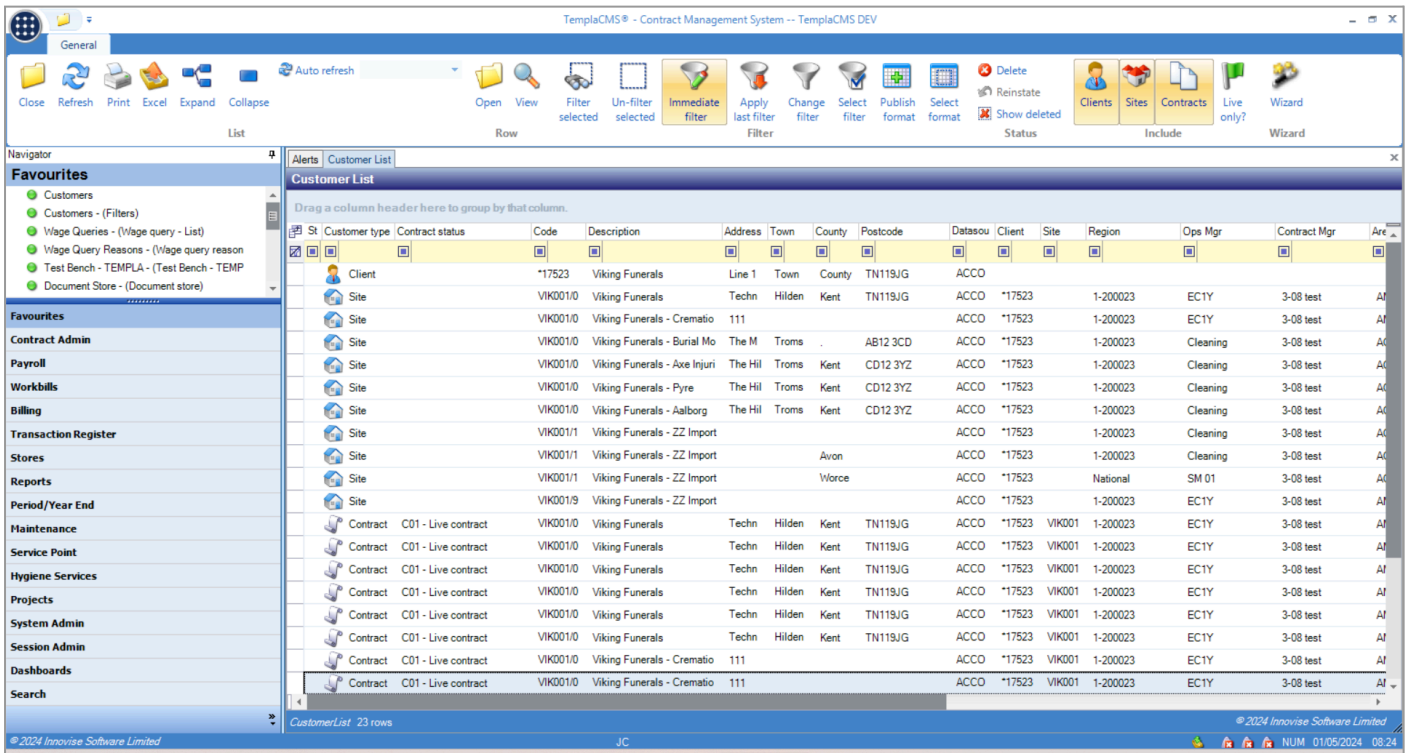 TemplaCMS® - Contract Management System -- TemplaCMS DEV
General
Close Refresh Print Excel Expand Collapse Auto refresh
List
Open View Filter selected Un-filter selected
Row
Immediate filter Apply last filter Change filter Select filter Publish format Select format
Filter
Delete
Reinstate
Show deleted
Status
Clients Sites Contracts Live only?
Include
Wizard
Wizard
Navigator
Favourites
Customers
Customers - (Filters)
Wage Queries - (Wage query - List)
Wage Query Reasons - (Wage query reason
Test Bench - TEMPLA - (Test Bench - TEMP
Document Store - (Document store)
Favourites
Contract Admin
Payroll
Workbills
Billing
Transaction Register
Stores
Reports
Period/Year End
Maintenance
Service Point
Hygiene Services
Projects
System Admin
Session Admin
Dashboards
Search
Alerts Customer List
Customer List
Drag a column header here to group by that column.
St Customer type Contract status Code Description Address Town County Postcode Datasou Client Site Region Ops Mgr Contract Mgr Are
Client *17523 Viking Funerals Line 1 Town County TN119JG ACCO
Site VIK001/0 Viking Funerals Techn Hilden Kent TN119JG ACCO *17523 1-200023 EC1Y 3-08 test
Site VIK001/0 Viking Funerals - Crematio 111 ACCO *17523 1-200023 EC1Y 3-08 test
Site VIK001/0 Viking Funerals - Burial Mo The M Troms . AB12 3CD ACCO *17523 1-200023 Cleaning 3-08 test
Site VIK001/0 Viking Funerals - Axe Injuri The Hil Troms Kent CD12 3YZ ACCO *17523 1-200023 Cleaning 3-08 test
Site VIK001/0 Viking Funerals - Pyre The Hil Troms Kent CD12 3YZ ACCO *17523 1-200023 Cleaning 3-08 test
Site VIK001/0 Viking Funerals - Aalborg The Hil Troms Kent CD12 3YZ ACCO *17523 1-200023 Cleaning 3-08 test
Site VIK001/1 Viking Funerals - ZZ Import ACCO *17523 1-200023 Cleaning 3-08 test
Site VIK001/1 Viking Funerals - ZZ Import Avon ACCO *17523 1-200023 Cleaning 3-08 test
Site VIK001/1 Viking Funerals - ZZ Import Worce ACCO *17523 National SM 01 3-08 test
Site VIK001/9 Viking Funerals - ZZ Import ACCO *17523 1-200023 EC1Y 3-08 test
Contract C01 - Live contract VIK001/0 Viking Funerals Techn Hilden Kent TN119JG ACCO *17523 VIK001 1-200023 EC1Y 3-08 test
Contract C01 - Live contract VIK001/0 Viking Funerals Techn Hilden Kent TN119JG ACCO *17523 VIK001 1-200023 EC1Y 3-08 test
Contract C01 - Live contract VIK001/0 Viking Funerals Techn Hilden Kent TN119JG ACCO *17523 VIK001 1-200023 EC1Y 3-08 test
Contract C01 - Live contract VIK001/0 Viking Funerals Techn Hilden Kent TN119JG ACCO *17523 VIK001 1-200023 EC1Y 3-08 test
Contract C01 - Live contract VIK001/0 Viking Funerals Techn Hilden Kent TN119JG ACCO *17523 VIK001 1-200023 EC1Y 3-08 test
Contract C01 - Live contract VIK001/0 Viking Funerals Techn Hilden Kent TN119JG ACCO *17523 VIK001 1-200023 EC1Y 3-08 test
Contract C01 - Live contract VIK001/0 Viking Funerals - Crematio 111 ACCO *17523 VIK001 1-200023 EC1Y 3-08 test
Contract C01 - Live contract VIK001/0 Viking Funerals - Crematio 111 ACCO *17523 VIK001 1-200023 EC1Y 3-08 test
CustomerList 23 rows
© 2024 Innovise Software Limited
© 2024 Innovise Software Limited JC NUM 01/05/2024 08:24